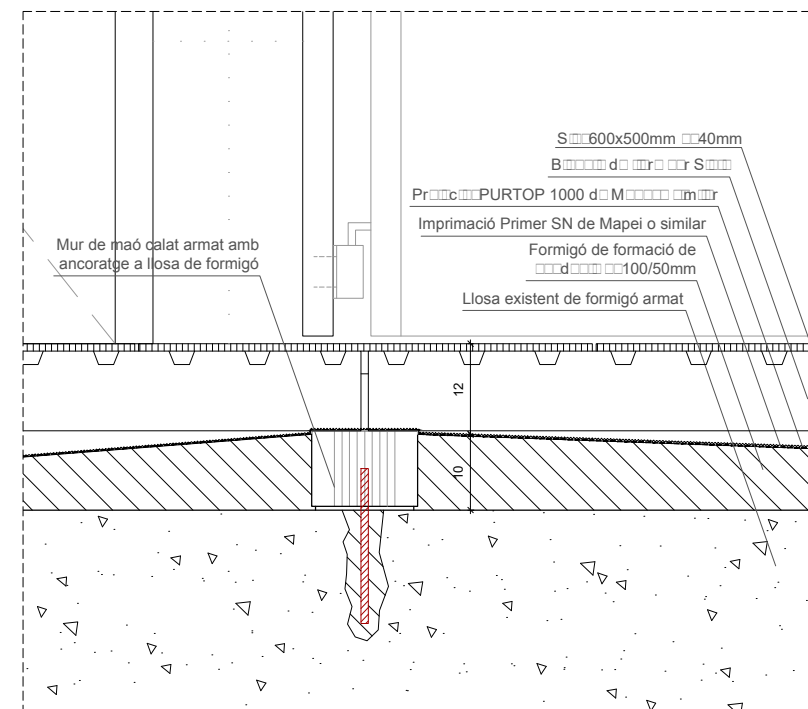 600x500mm 40mm
PURTOP 1000
Imprimació Primer SN de Mapei o similar
Mur de maó calat armat amb
ancoratge a llosa de formigó
Formigó de formació de
100/50mm
Llosa existent de formigó armat
12
10